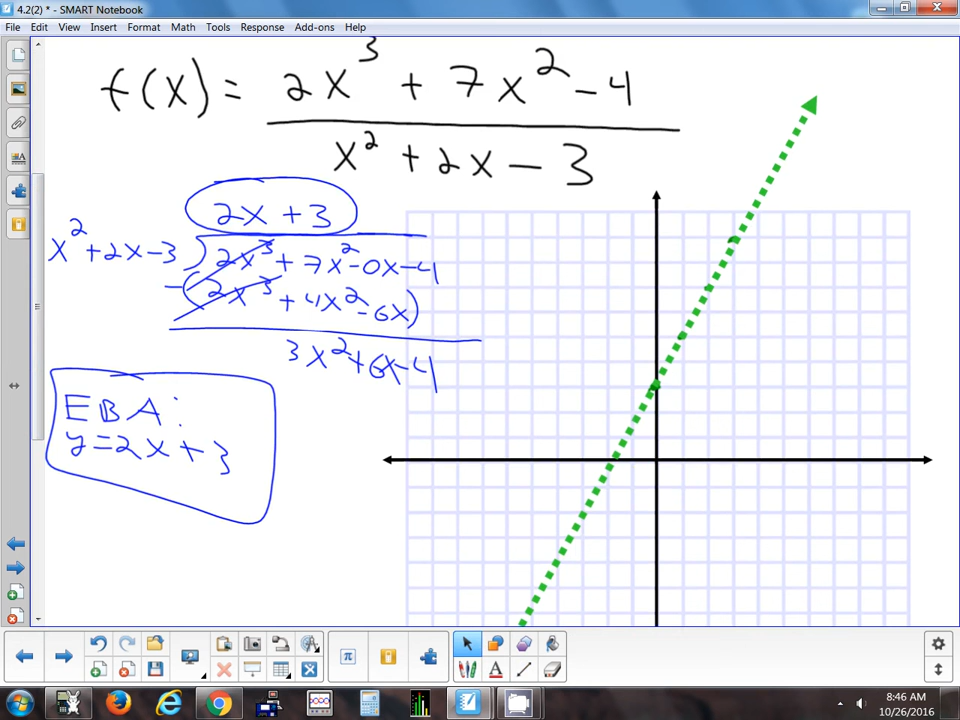 4.2(2) * - SMART Notebook
File Edit View Insert Format Math Tools Response Add-ons Help
f(x) = 2x³ + 7x² - 4
x² + 2x - 3
2x + 3
x² + 2x - 3 ) 2x³ + 7x² - 0x - 4
- (2x³ + 4x² - 6x)
3x² + 6x - 4
EBA:
y = 2x + 3
π
A
8:46 AM
10/26/2016